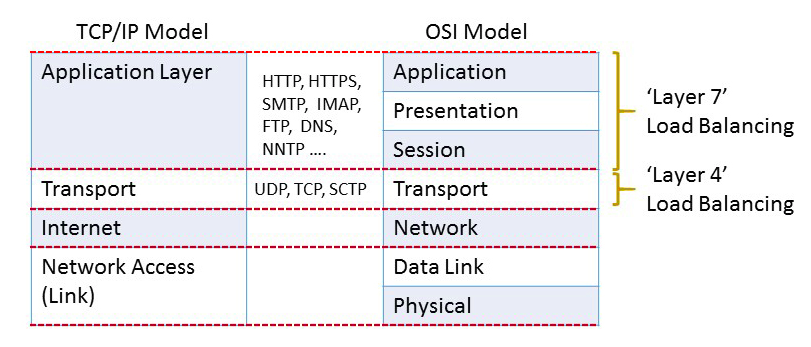 TCP/IP Model
OSI Model
Application Layer
HTTP, HTTPS,
SMTP, IMAP,
FTP, DNS,
NNTP ....
Application
Presentation
Session
‘Layer 7’
Load Balancing
Transport
UDP, TCP, SCTP
Transport
‘Layer 4’
Load Balancing
Internet
Network
Network Access
(Link)
Data Link
Physical